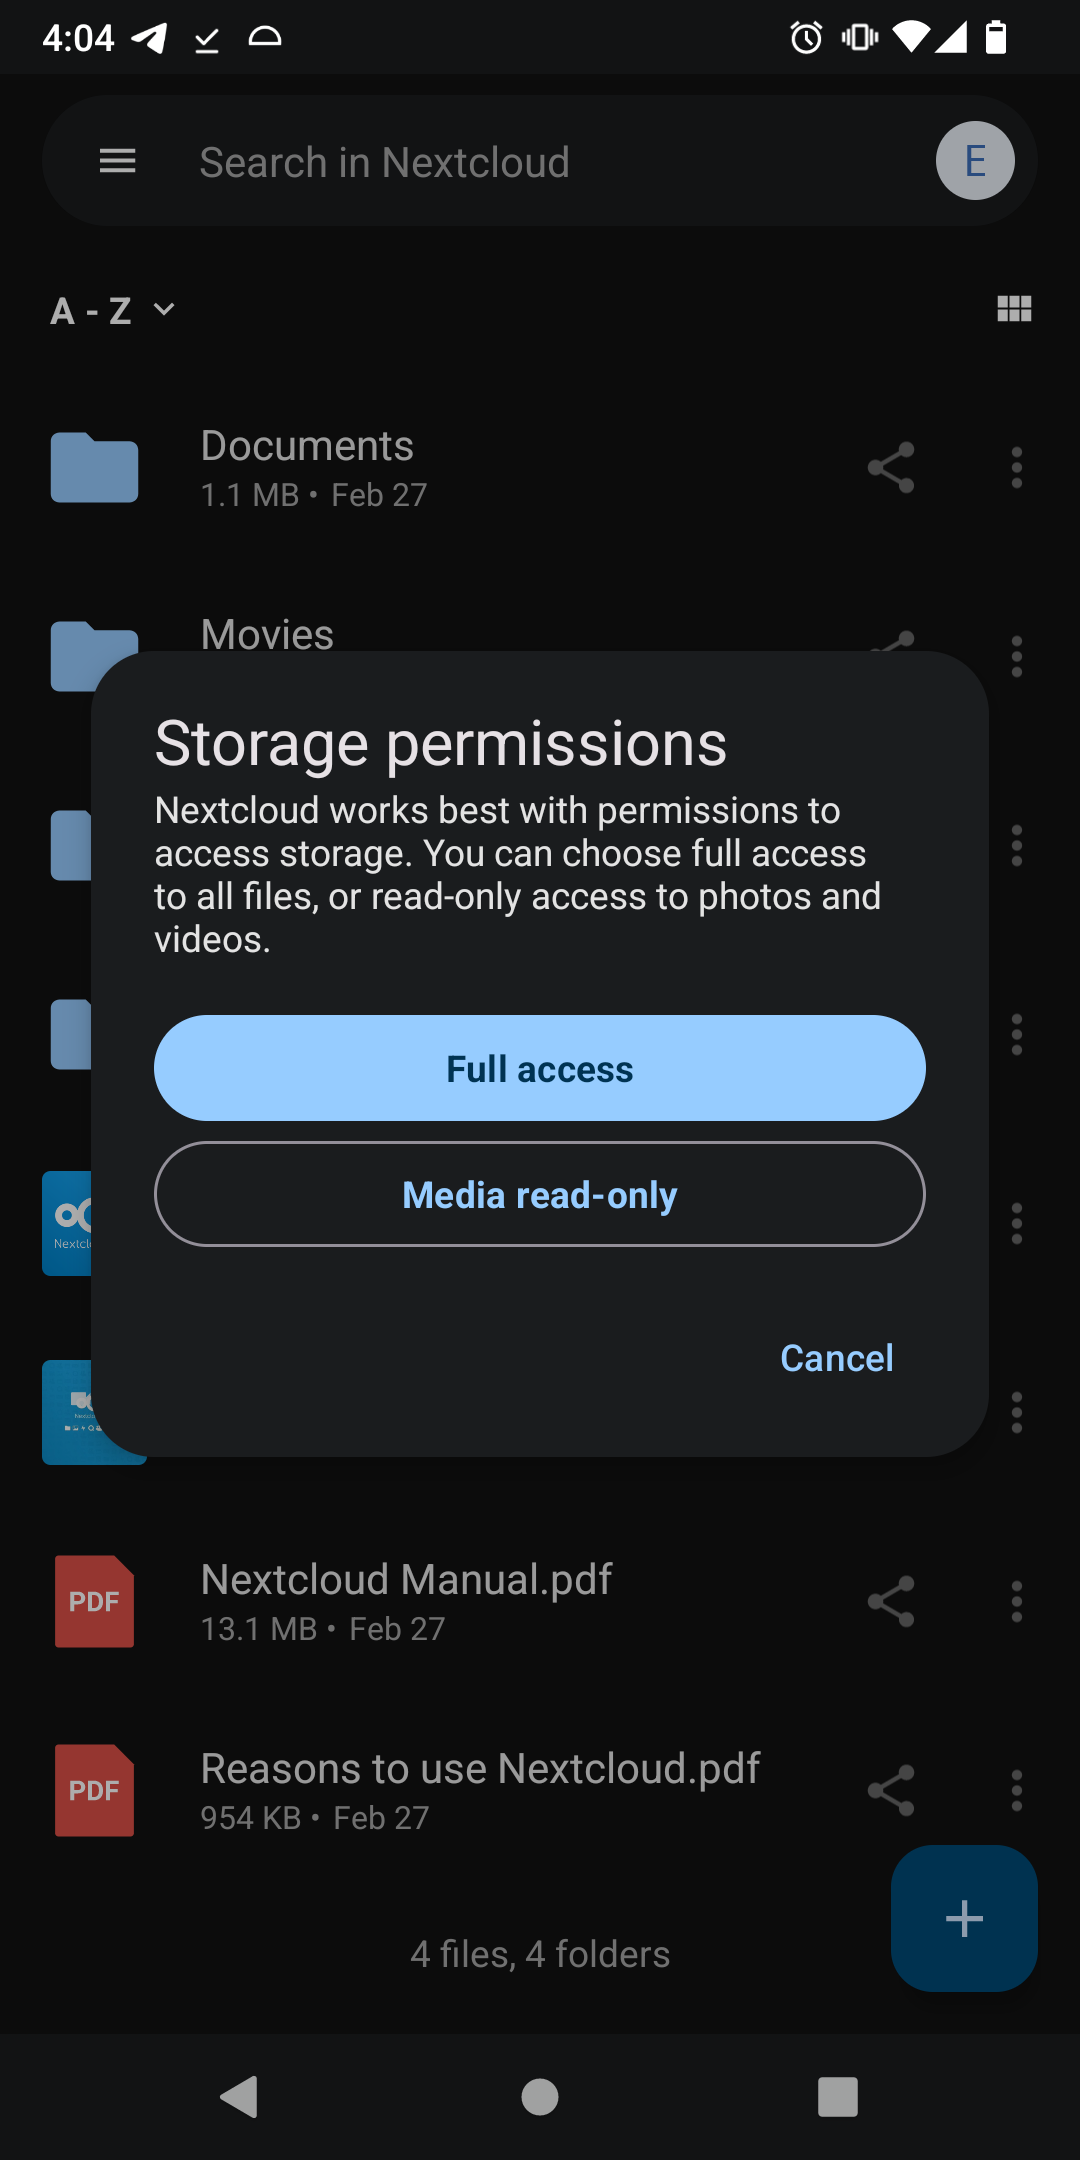 4:04
Search in Nextcloud
E
A - Z
Documents
1.1 MB • Feb 27
Movies
Storage permissions
Nextcloud works best with permissions to
access storage. You can choose full access
to all files, or read-only access to photos and
videos.
Full access
Media read-only
Cancel
PDF
Nextcloud Manual.pdf
13.1 MB • Feb 27
PDF
Reasons to use Nextcloud.pdf
954 KB • Feb 27
4 files, 4 folders